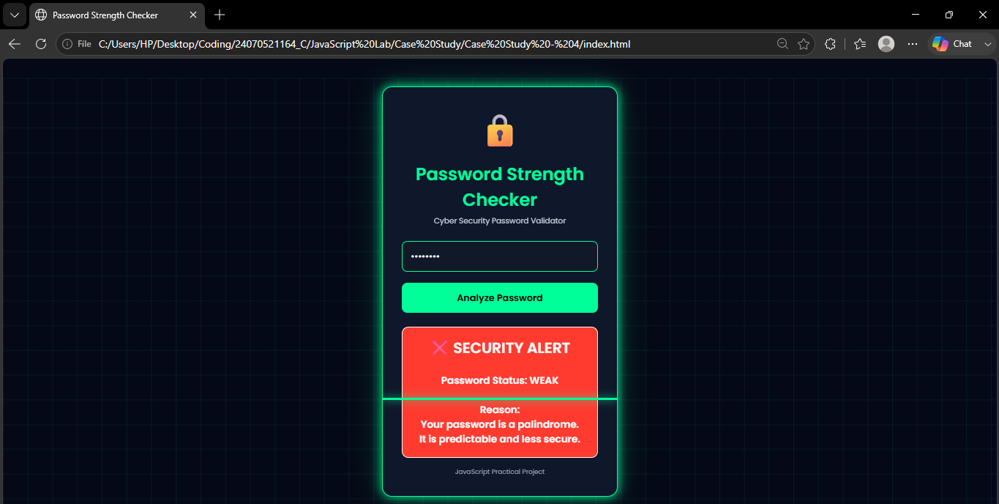 Password Strength Checker
File C:/Users/HP/Desktop/Coding/24070521164_C/JavaScript%20Lab/Case%20Study/Case%20Study%20-%204/index.html
Chat
Password Strength
Checker
Cyber Security Password Validator
••••••••
Analyze Password
❌ SECURITY ALERT
Password Status: WEAK
Reason:
Your password is a palindrome.
It is predictable and less secure.
JavaScript Practical Project